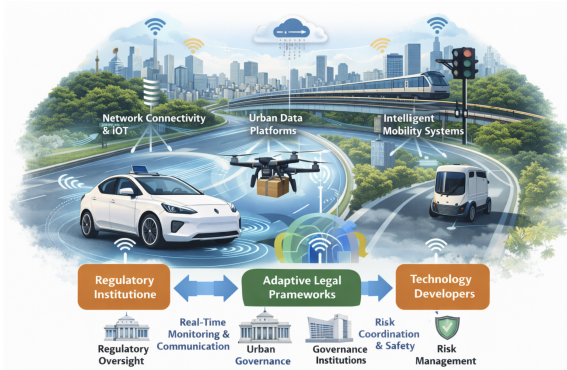 Network Connectivity
& iOT
Urban Data
Platforms
Intelligent
Mobility Systems
Regulatory
Institutione
Adaptive Legal
Prameworks
Technology
Developers
Real-Time
Monitoring &
Communication
Risk
Coordination
& Safety
Regulatory
Oversight
Urban
Governance
Governance
Institutions
Risk
Management